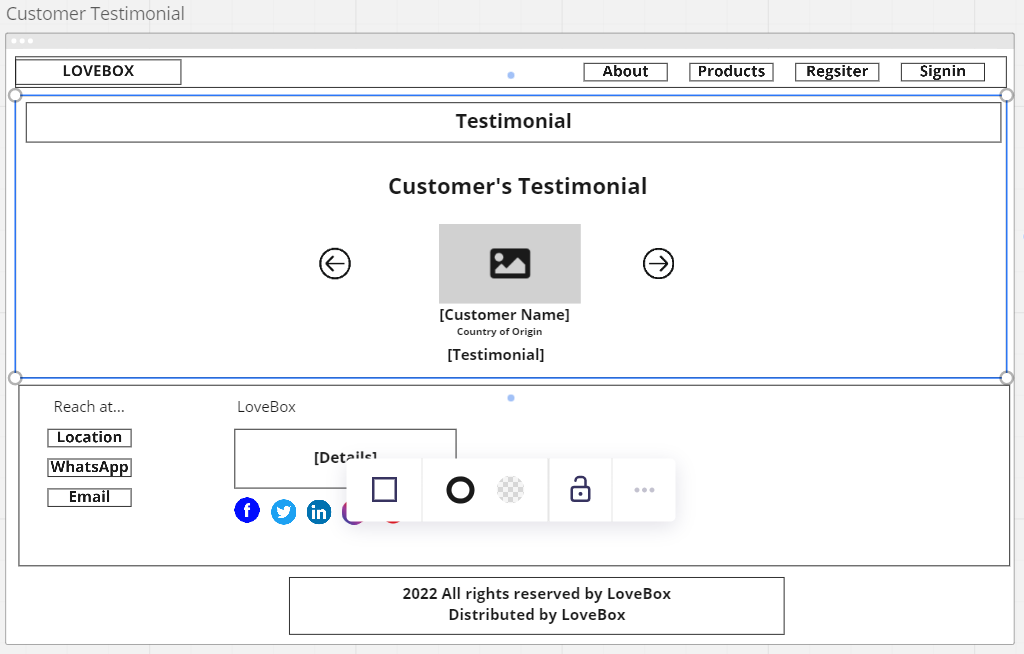 Customer Testimonial
LOVEBOX
About
Products
Regsiter
Signin
Testimonial
Customer's Testimonial
[Customer Name]
Country of Origin
[Testimonial]
Reach at...
LoveBox
Location
WhatsApp
Email
[Details]
f
in
2022 All rights reserved by LoveBox
Distributed by LoveBox